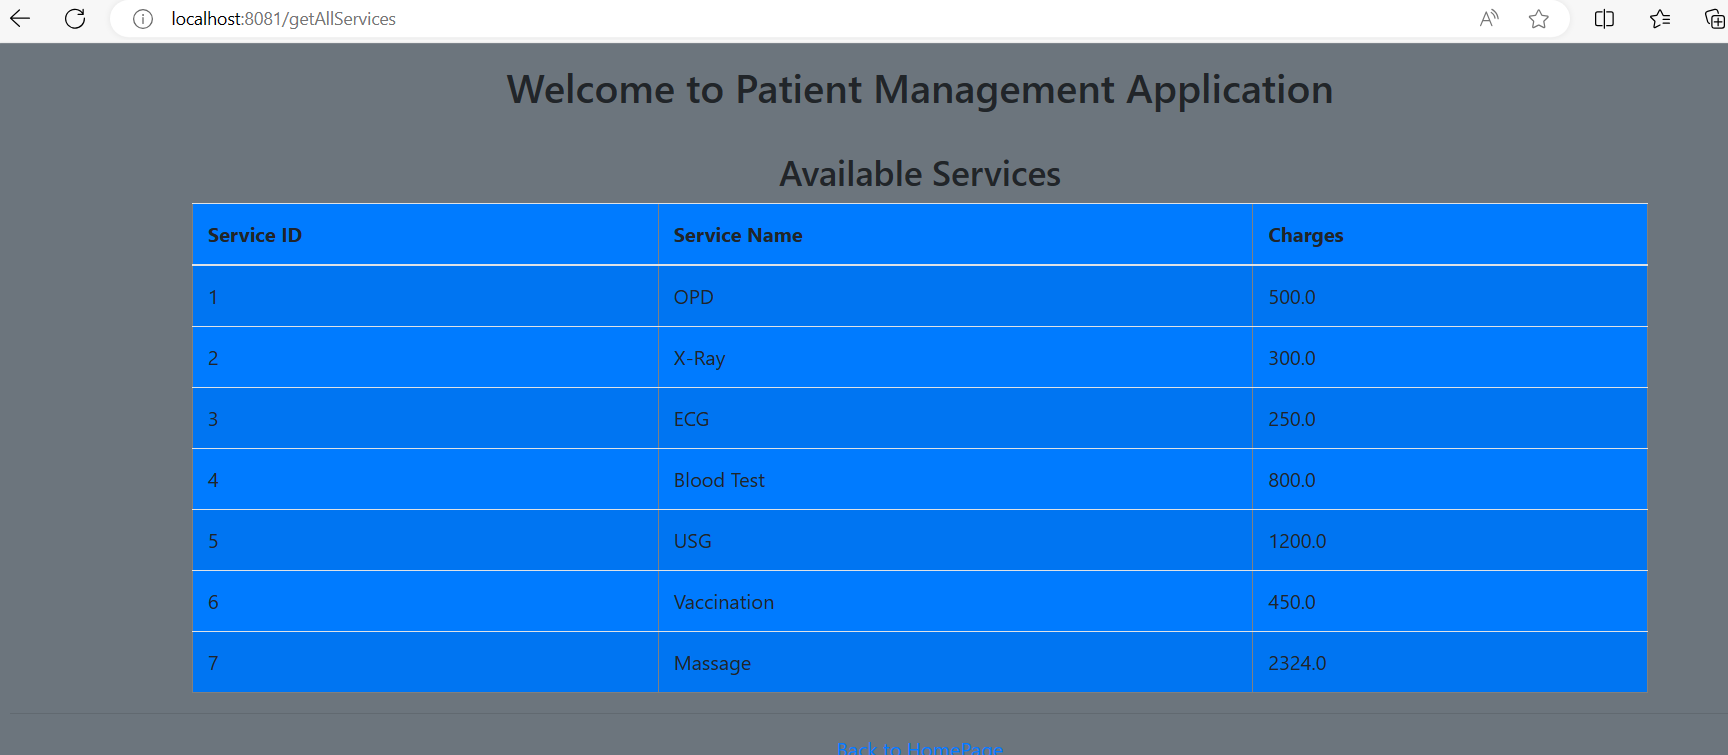 localhost:8081/getAllServices
Welcome to Patient Management Application
Available Services
Service ID Service Name Charges
1 OPD 500.0
2 X-Ray 300.0
3 ECG 250.0
4 Blood Test 800.0
5 USG 1200.0
6 Vaccination 450.0
7 Massage 2324.0
Back to HomePage